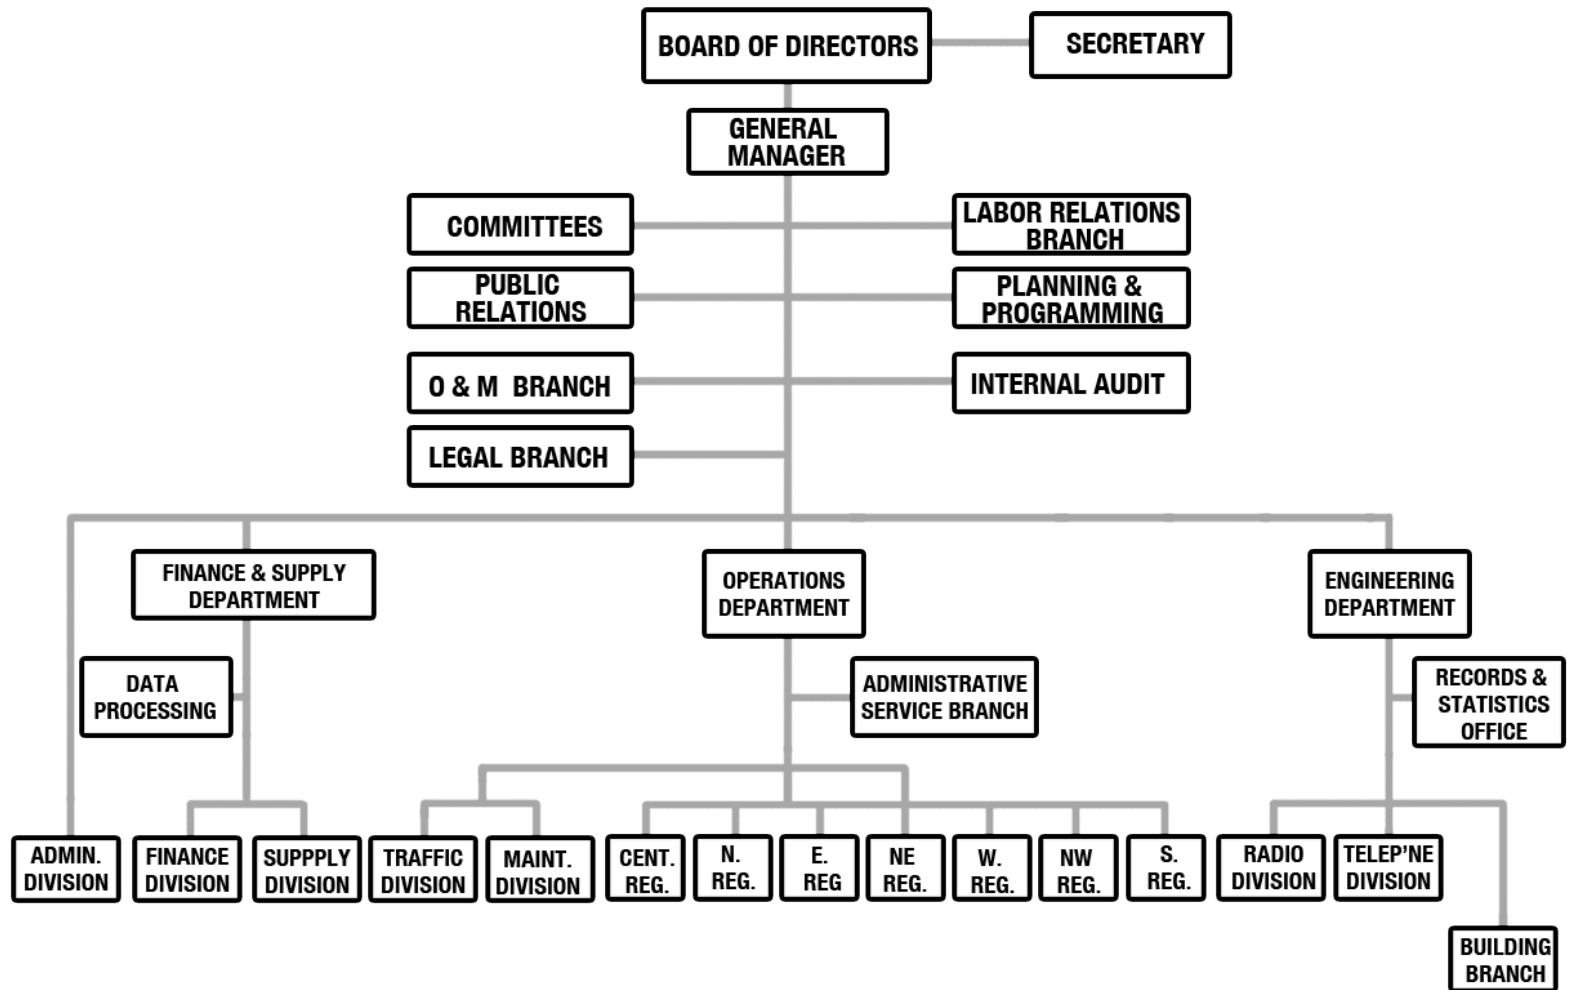 BOARD OF DIRECTORS
SECRETARY
GENERAL
MANAGER
COMMITTEES
LABOR RELATIONS
BRANCH
PUBLIC
RELATIONS
PLANNING &
PROGRAMMING
O & M BRANCH
INTERNAL AUDIT
LEGAL BRANCH
FINANCE & SUPPLY
DEPARTMENT
OPERATIONS
DEPARTMENT
ENGINEERING
DEPARTMENT
DATA
PROCESSING
ADMINISTRATIVE
SERVICE BRANCH
RECORDS &
STATISTICS
OFFICE
ADMIN.
DIVISION
FINANCE
DIVISION
SUPPPLY
DIVISION
TRAFFIC
DIVISION
MAINT.
DIVISION
CENT.
REG.
N.
REG.
E.
REG
NE
REG.
W.
REG.
NW
REG.
S.
REG.
RADIO
DIVISION
TELEP'NE
DIVISION
BUILDING
BRANCH